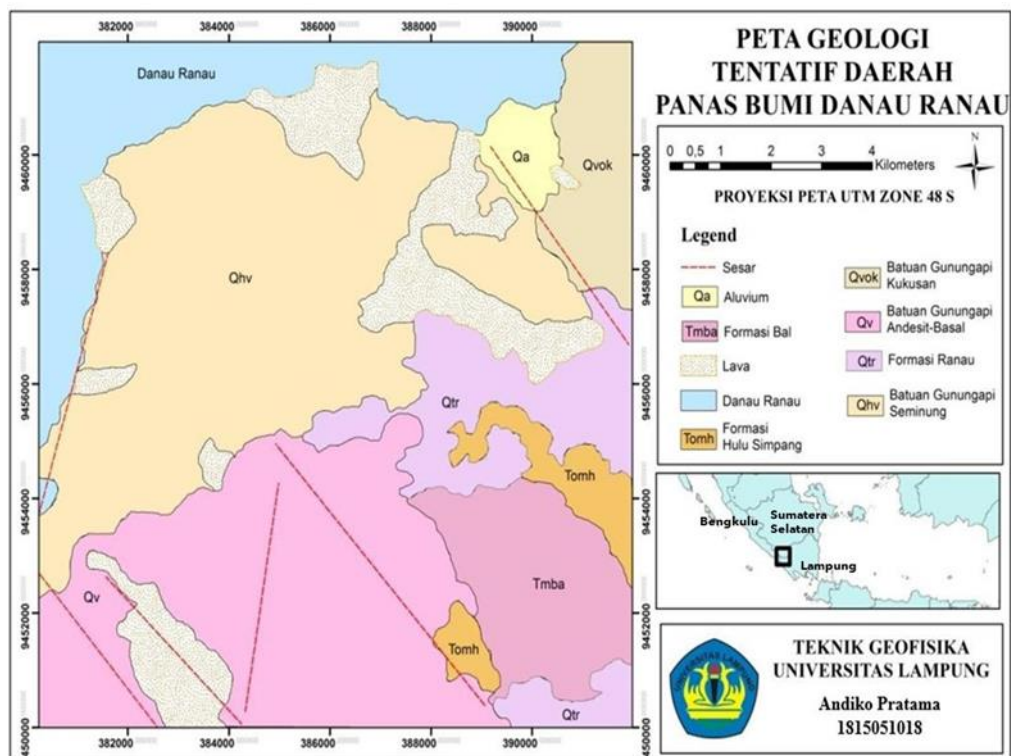 PETA GEOLOGI
TENTATIF DAERAH
PANAS BUMI DANAU RANAU
0 0,5 1 2 3 4
Kilometers
N
PROYEKSI PETA UTM ZONE 48 S
Legend
Sesar
Qa Aluvium
Tmba Formasi Bal
Lava
Danau Ranau
Tomh Formasi
Hulu Simpang
Qvok Batuan Gunungapi
Kukusan
Qv Batuan Gunungapi
Andesit-Basal
Qtr Formasi Ranau
Qhv Batuan Gunungapi
Seminung
Bengkulu
Sumatera
Selatan
Lampung
TEKNIK GEOFISIKA
UNIVERSITAS LAMPUNG
Andiko Pratama
1815051018
UNIVERSITAS LAMPUNG
382000 384000 386000 388000 390000
Danau Ranau
Qa
Qvok
Qhv
Qtr
Tomh
Tmba
Qv
Tomh
Qtr
9460000
9458000
9456000
9454000
9452000
9460000
9458000
9456000
9454000
9452000
382000 384000 386000 388000 390000